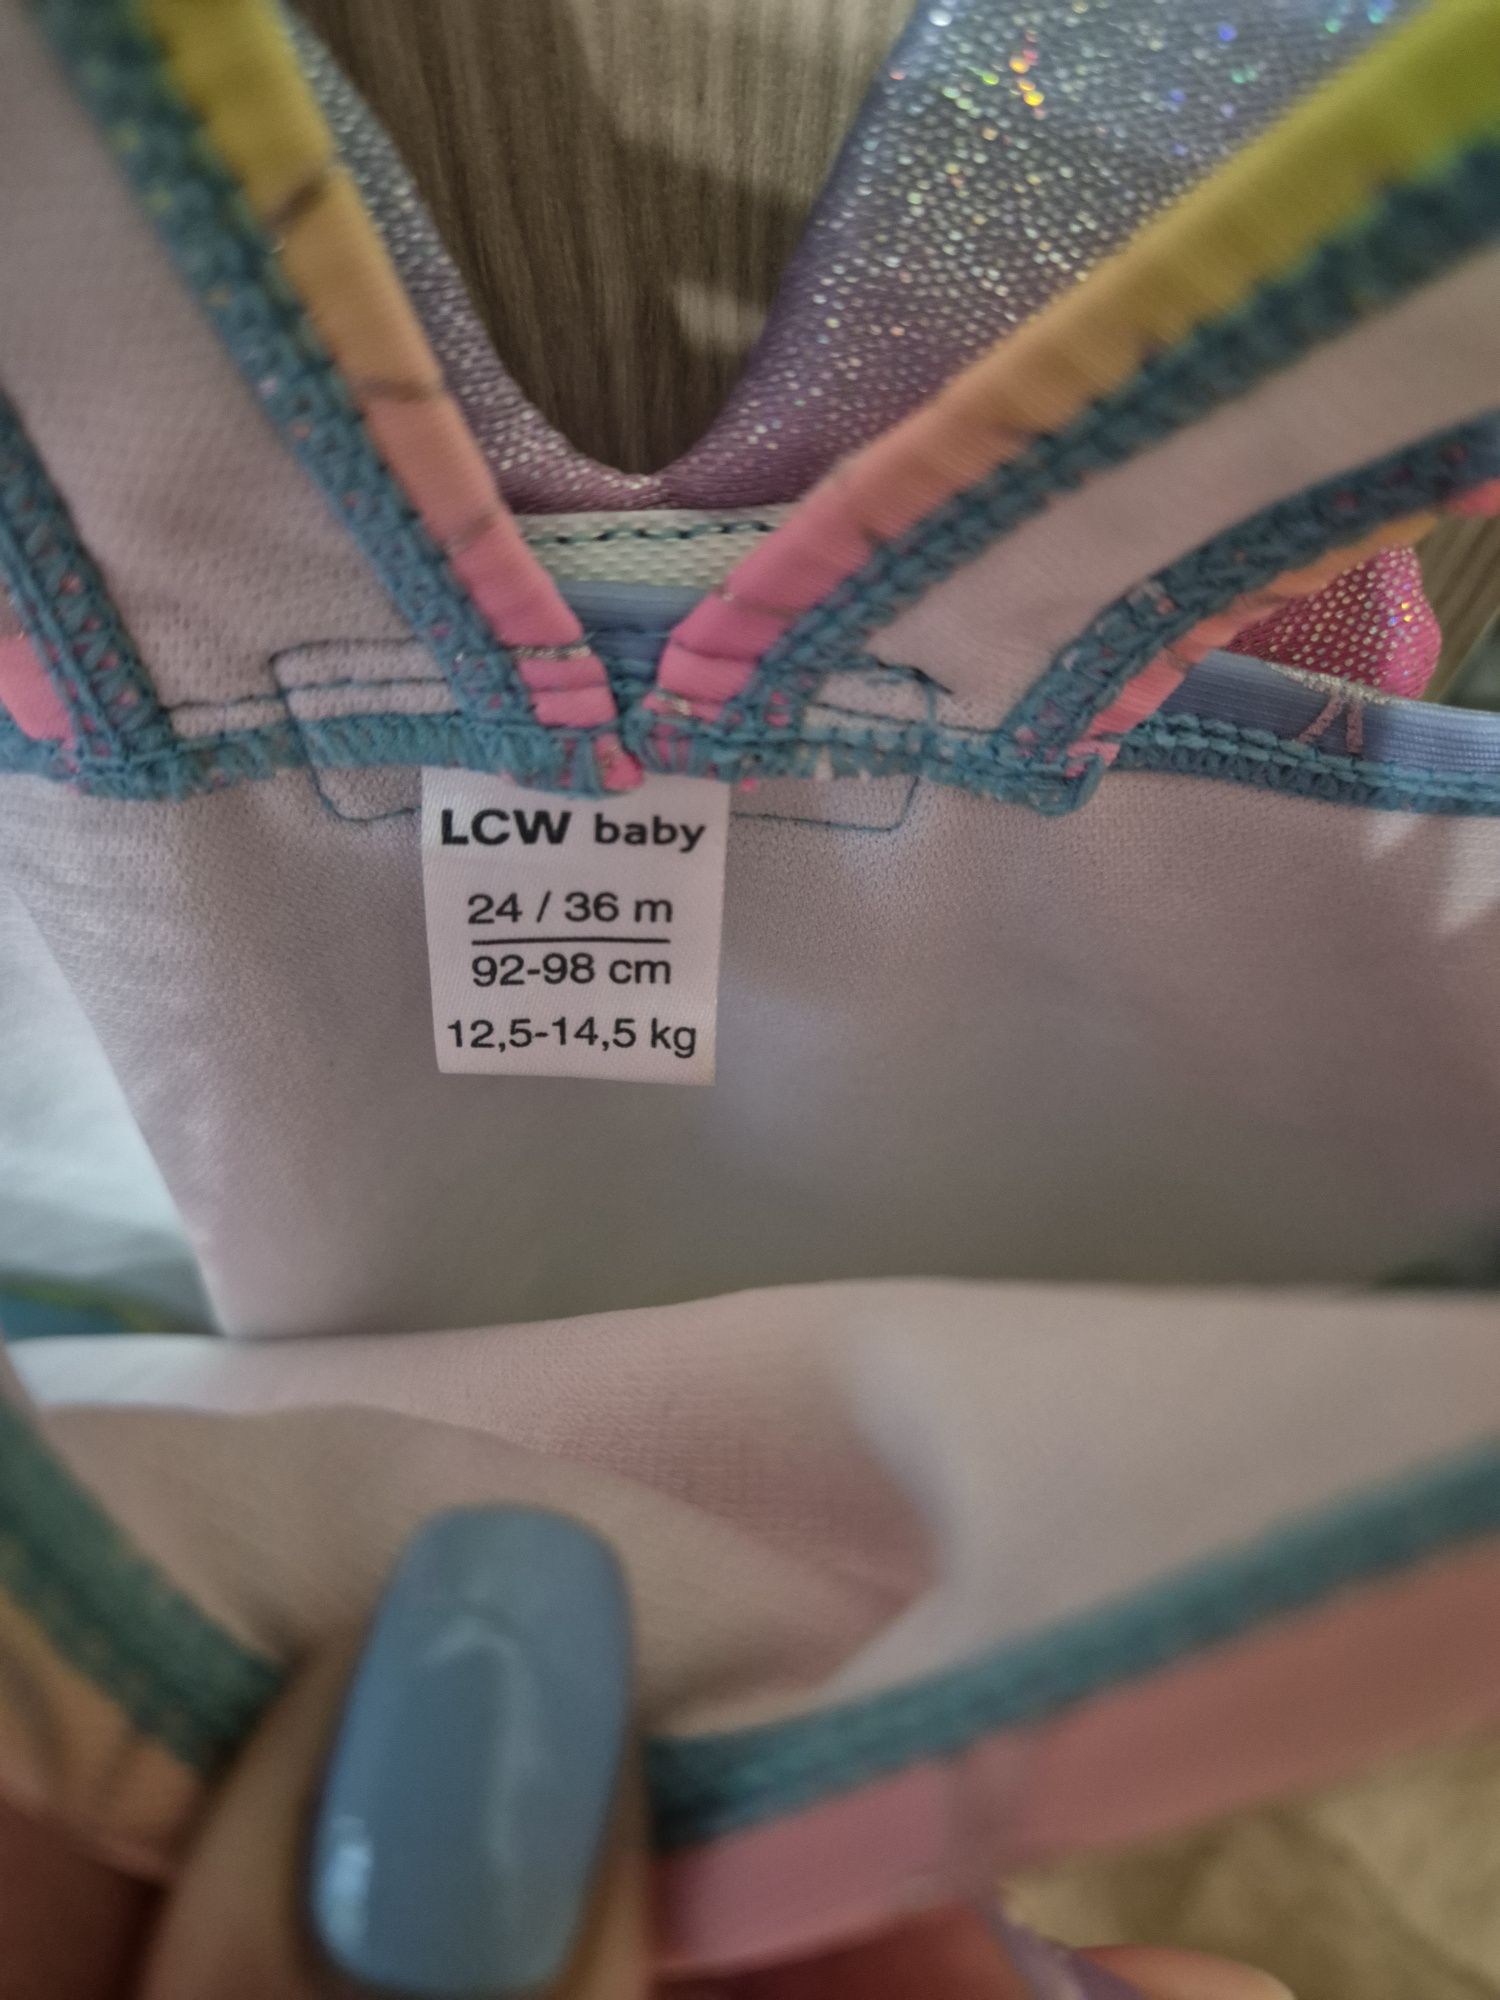 LCW baby
24 / 36 m
92-98 cm
12,5-14,5 kg